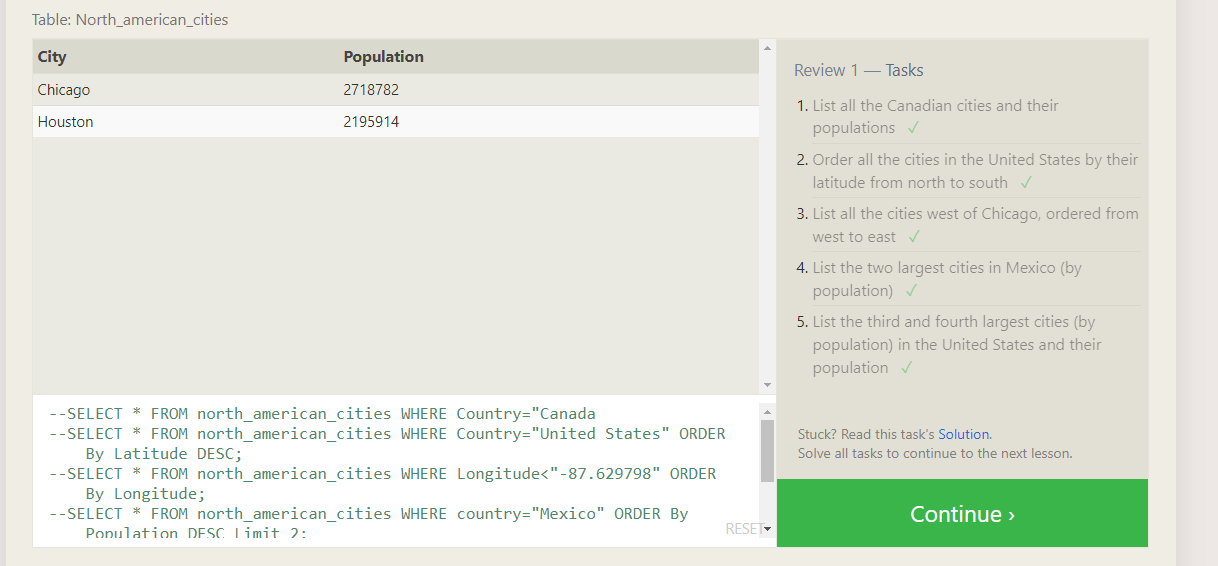 Table: North_american_cities
City Population
Chicago 2718782
Houston 2195914
--SELECT * FROM north_american_cities WHERE Country="Canada
--SELECT * FROM north_american_cities WHERE Country="United States" ORDER
By Latitude DESC;
--SELECT * FROM north_american_cities WHERE Longitude<"-87.629798" ORDER
By Longitude;
--SELECT * FROM north_american_cities WHERE country="Mexico" ORDER By
Population DESC Limit 2;
RESET
Review 1 — Tasks
1. List all the Canadian cities and their
populations ✓
2. Order all the cities in the United States by their
latitude from north to south ✓
3. List all the cities west of Chicago, ordered from
west to east ✓
4. List the two largest cities in Mexico (by
population) ✓
5. List the third and fourth largest cities (by
population) in the United States and their
population ✓
Stuck? Read this task's Solution.
Solve all tasks to continue to the next lesson.
Continue ›